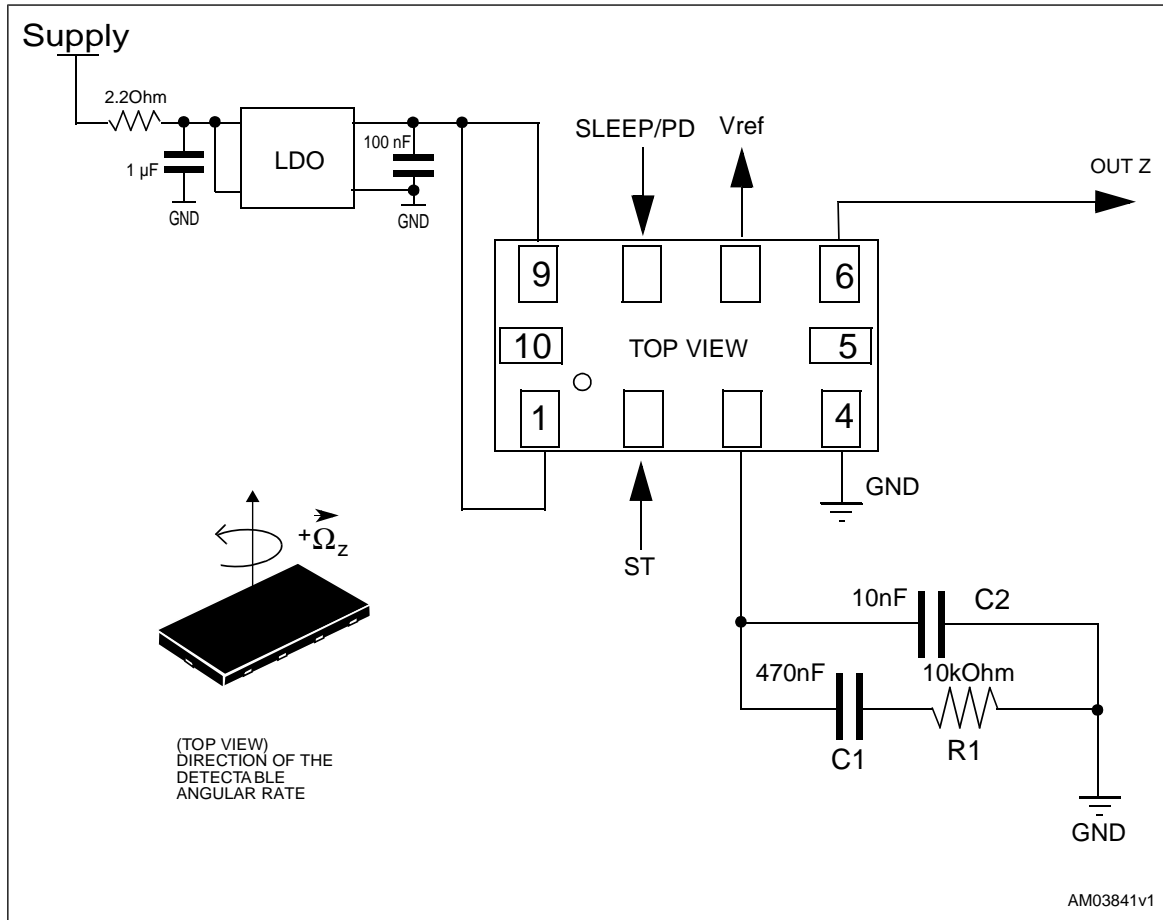 Supply
2.2Ohm
1 µF
GND
LDO
100 nF
GND
SLEEP/PD
Vref
OUT Z
9
6
10
TOP VIEW
5
1
4
GND
ST
+Ωz
10nF
C2
470nF
10kOhm
C1
R1
GND
(TOP VIEW)
DIRECTION OF THE
DETECTABLE
ANGULAR RATE
AM03841v1